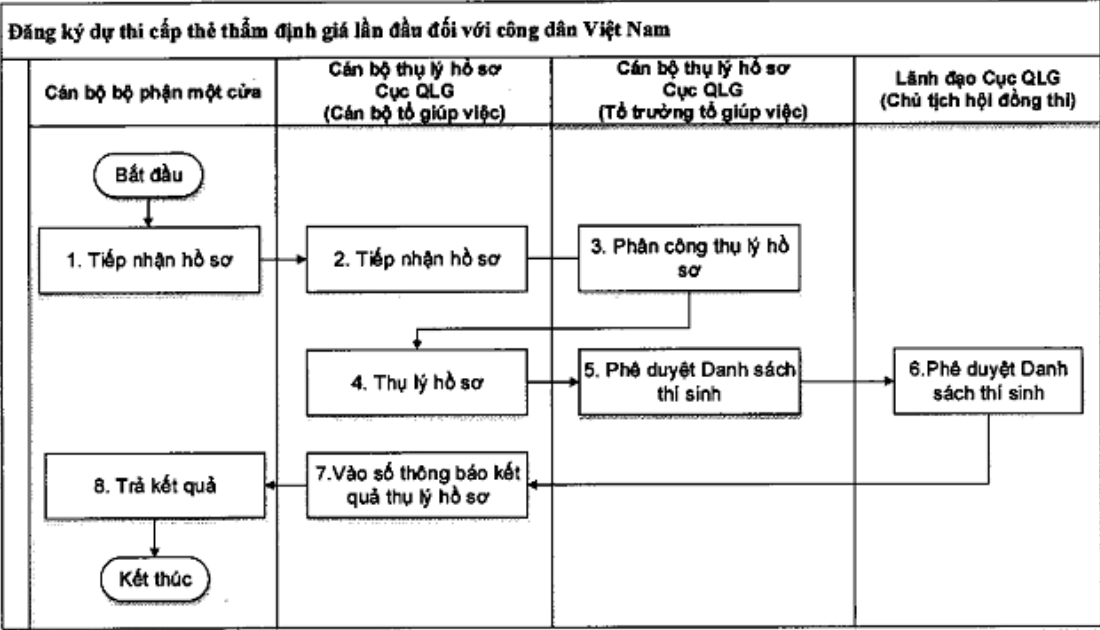 Đăng ký dự thi cấp thẻ thẩm định giá lần đầu đối với công dân Việt Nam
Cán bộ bộ phận một cửa
Cán bộ thụ lý hồ sơ
Cục QLG
(Cán bộ tổ giúp việc)
Cán bộ thụ lý hồ sơ
Cục QLG
(Tổ trưởng tổ giúp việc)
Lãnh đạo Cục QLG
(Chủ tịch hội đồng thi)
Bắt đầu
1. Tiếp nhận hồ sơ
2. Tiếp nhận hồ sơ
3. Phân công thụ lý hồ
sơ
4. Thụ lý hồ sơ
5. Phê duyệt Danh sách
thí sinh
6.Phê duyệt Danh
sách thí sinh
7.Vào số thông báo kết
quả thụ lý hồ sơ
8. Trả kết quả
Kết thúc